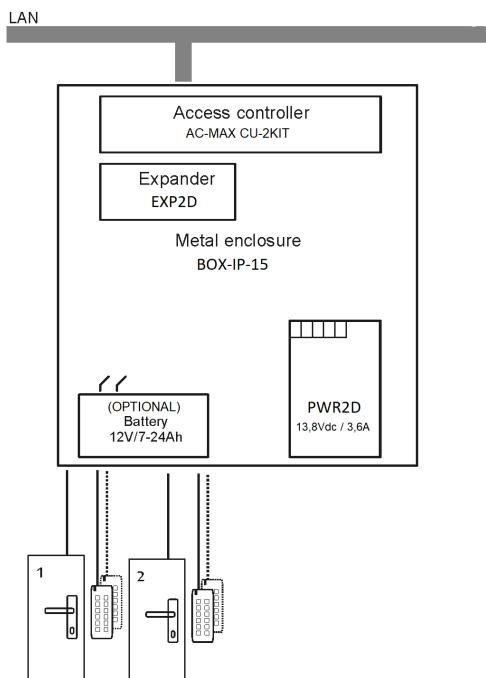 LAN
Access controller
AC-MAX CU-2KIT
Expander
EXP2D
Metal enclosure
BOX-IP-15
(OPTIONAL)
Battery
12V/7-24Ah
PWR2D
13,8Vdc / 3,6A
1
2